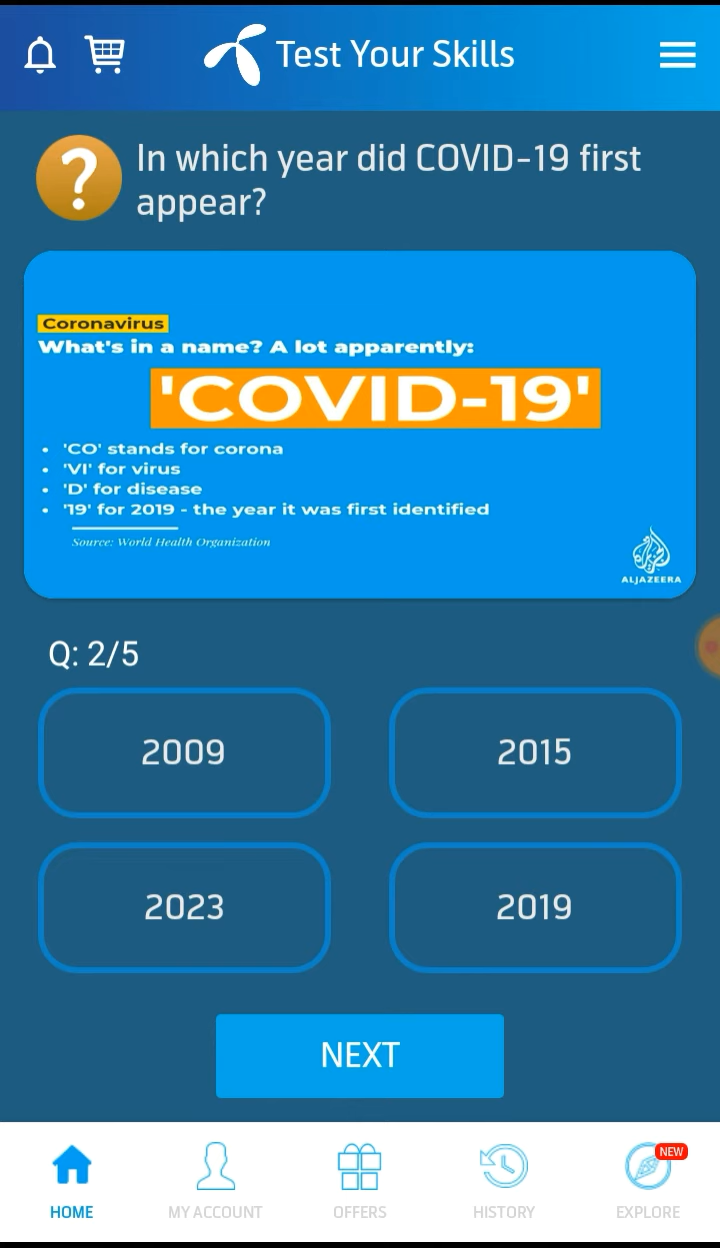 Test Your Skills
?
In which year did COVID-19 first
appear?
Coronavirus
What's in a name? A lot apparently:
'COVID-19'
• 'CO' stands for corona
• 'VI' for virus
• 'D' for disease
• '19' for 2019 - the year it was first identified
Source: World Health Organization
ALJAZEERA
Q: 2/5
2009
2015
2023
2019
NEXT
NEW
HOME
MY ACCOUNT
OFFERS
HISTORY
EXPLORE